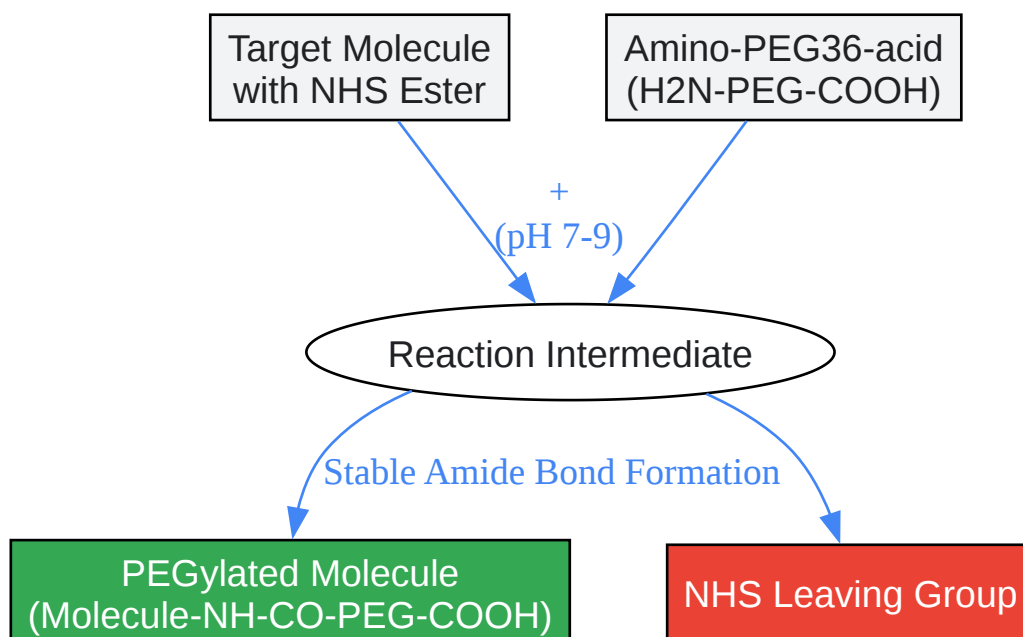 Target Molecule
with NHS Ester
Amino-PEG36-acid
(H2N-PEG-COOH)
+
(pH 7-9)
Reaction Intermediate
Stable Amide Bond Formation
PEGylated Molecule
(Molecule-NH-CO-PEG-COOH)
NHS Leaving Group